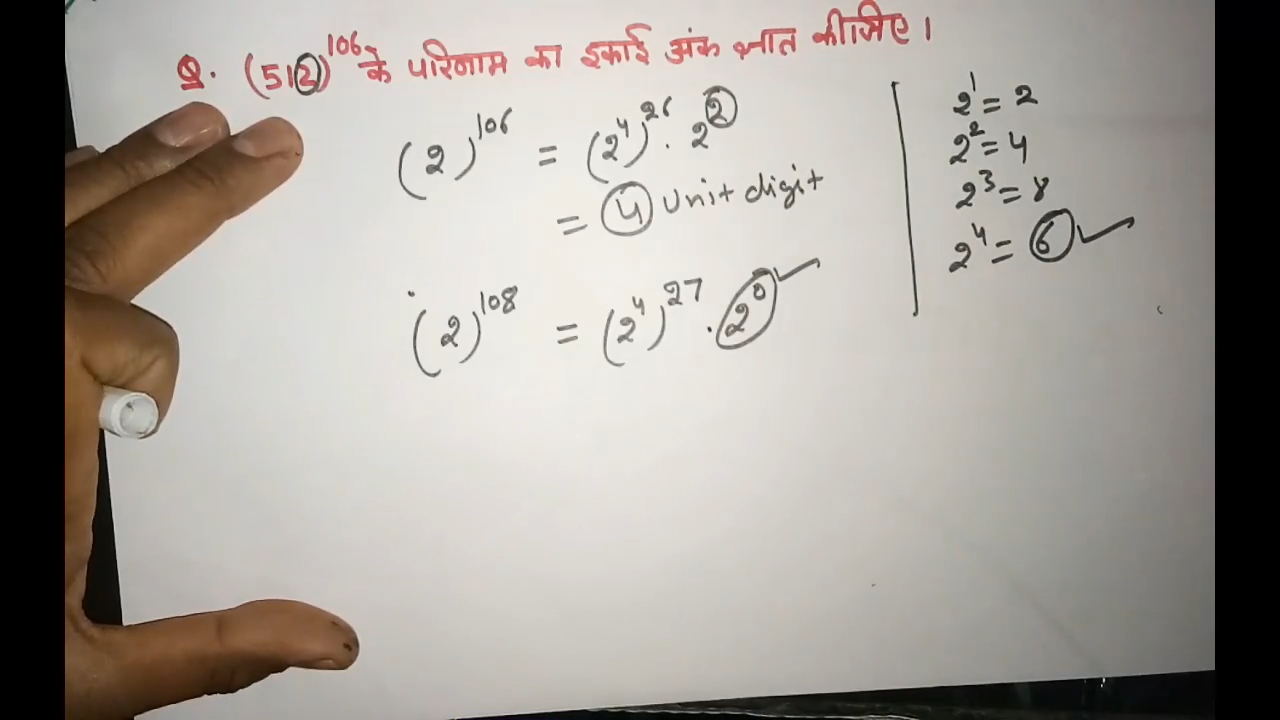 Q. (512)^106 के परिणाम का इकाई अंक ज्ञात कीजिए।
(2)^106 = (2^4)^26 . 2^2
= 4 Unit digit
(2)^108 = (2^4)^27 . 2^0
2^1 = 2
2^2 = 4
2^3 = 8
2^4 = 6